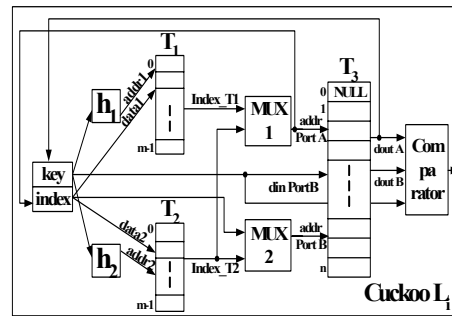 T1
T2
T3
0
m-1
0
m-1
0
NULL
1
n
h1
h2
addr1
data1
data2
addr2
key
index
Index_T1
Index_T2
MUX
1
MUX
2
addr
Port A
din PortB
addr
Port B
dout A
dout B
Com
pa
rator
Cuckoo Li